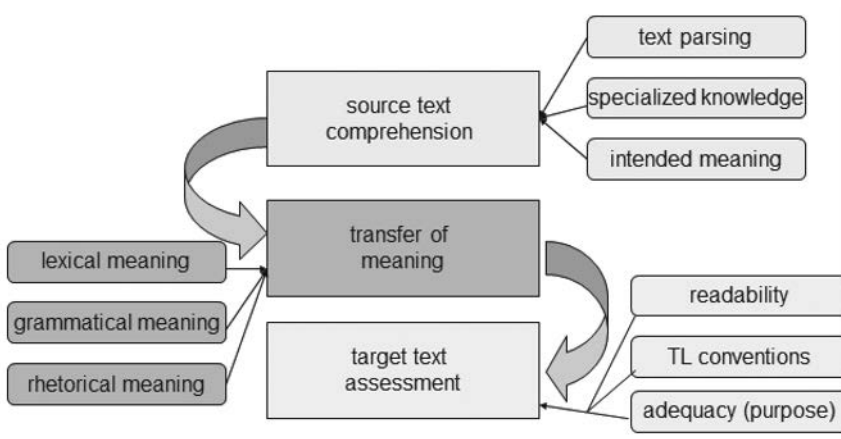 text parsing
source text
comprehension
specialized knowledge
intended meaning
transfer of
meaning
lexical meaning
grammatical meaning
rhetorical meaning
target text
assessment
readability
TL conventions
adequacy (purpose)